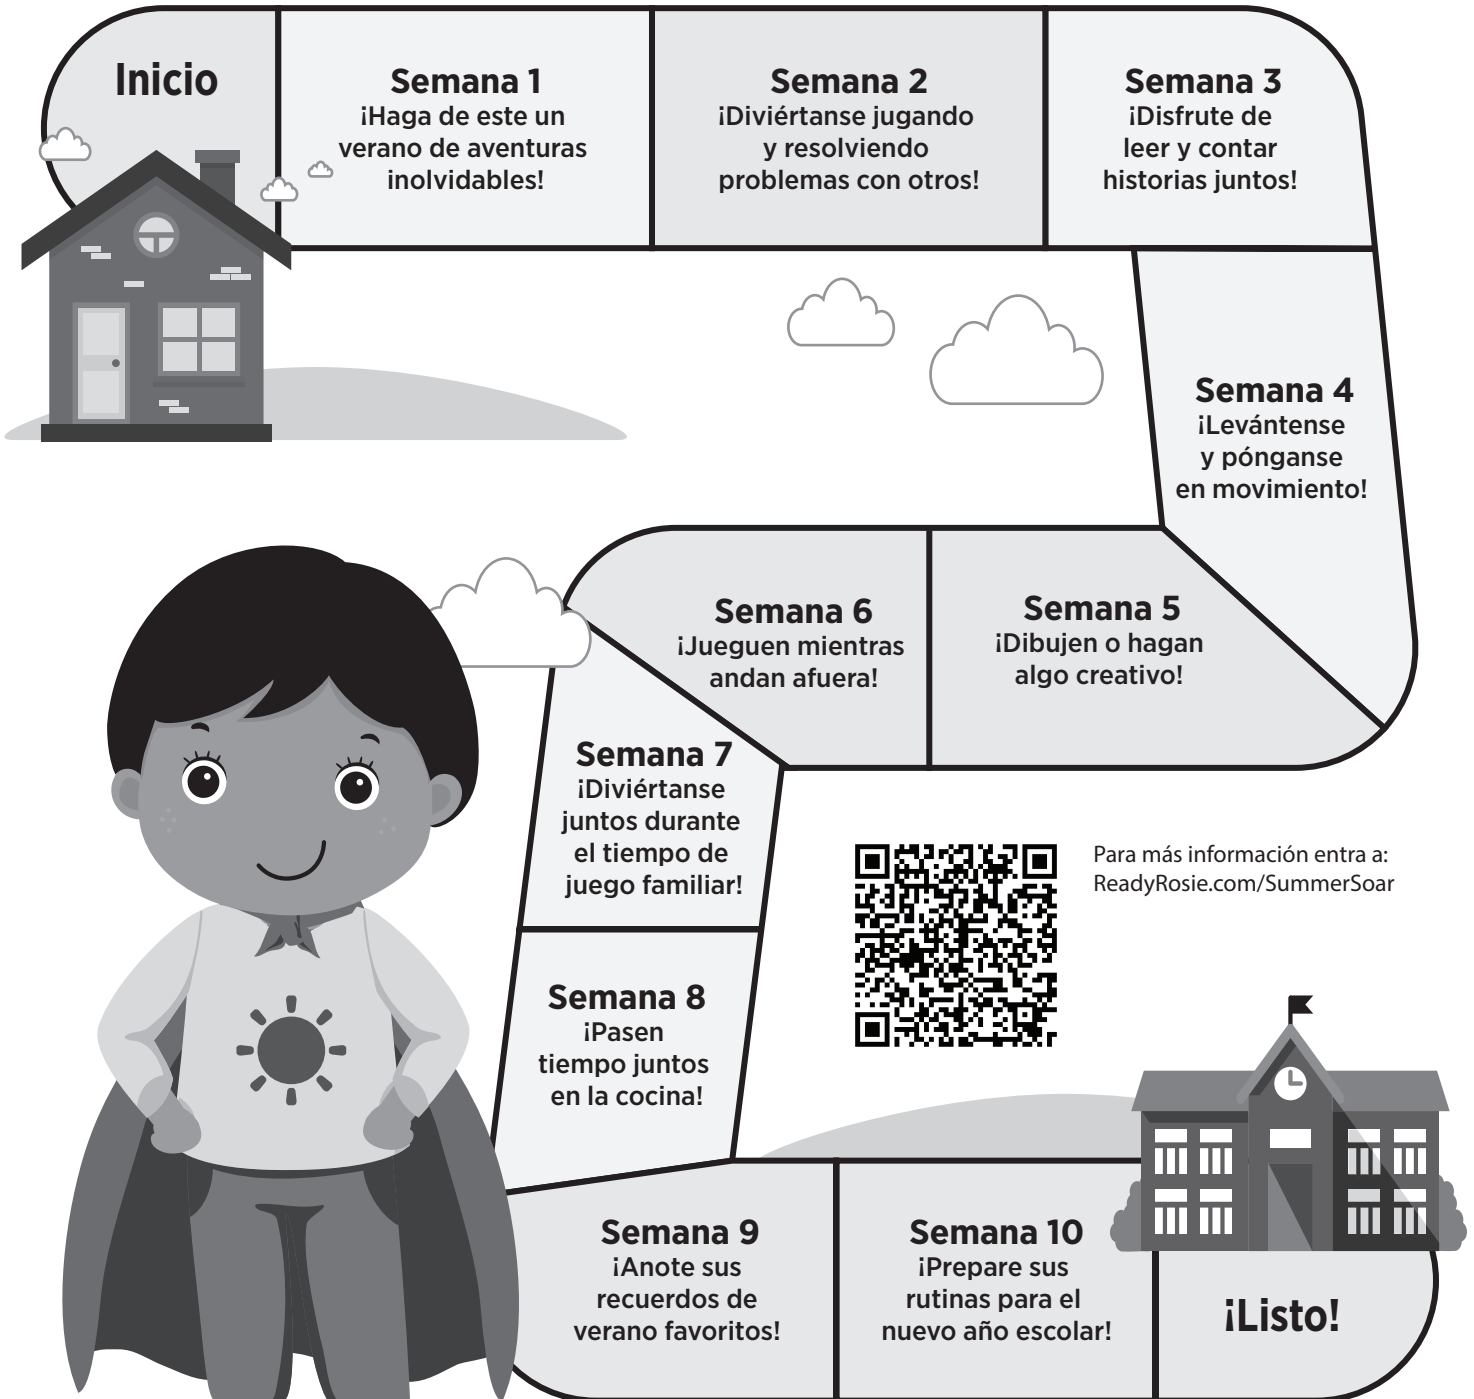 Inicio
Semana 1
¡Haga de este un
verano de aventuras
inolvidables!
Semana 2
¡Diviértanse jugando
y resolviendo
problemas con otros!
Semana 3
¡Disfrute de
leer y contar
historias juntos!
Semana 4
¡Levántense
y pónganse
en movimiento!
Semana 5
¡Dibujen o hagan
algo creativo!
Semana 6
¡Jueguen mientras
andan afuera!
Semana 7
¡Diviértanse
juntos durante
el tiempo de
juego familiar!
Semana 8
¡Pasen
tiempo juntos
en la cocina!
Semana 9
¡Anote sus
recuerdos de
verano favoritos!
Semana 10
¡Prepare sus
rutinas para el
nuevo año escolar!
¡Listo!
Para más información entra a:
ReadyRosie.com/SummerSoar